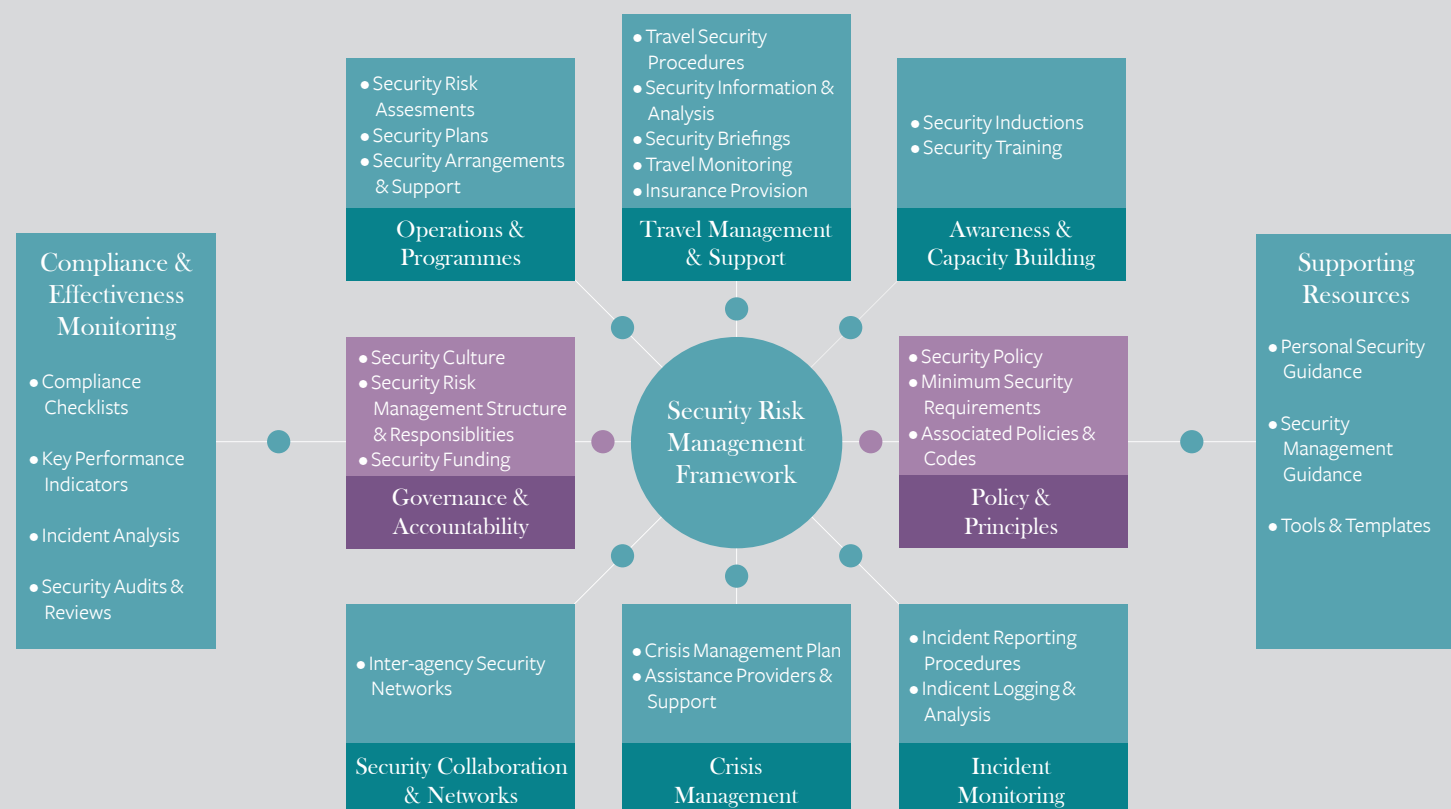 Compliance &
Effectiveness
Monitoring
● Compliance
Checklists
● Key Performance
Indicators
● Incident Analysis
● Security Audits &
Reviews
● Security Risk
Assesments
● Security Plans
● Security Arrangements
& Support
Operations &
Programmes
● Travel Security
Procedures
● Security Information &
Analysis
● Security Briefings
● Travel Monitoring
● Insurance Provision
Travel Management
& Support
● Security Inductions
● Security Training
Awareness &
Capacity Building
● Security Culture
● Security Risk
Management Structure
& Responsiblities
● Security Funding
Governance &
Accountability
Security Risk
Management
Framework
● Security Policy
● Minimum Security
Requirements
● Associated Policies &
Codes
Policy &
Principles
● Inter-agency Security
Networks
Security Collaboration
& Networks
● Crisis Management Plan
● Assistance Providers &
Support
Crisis
Management
● Incident Reporting
Procedures
● Indicent Logging &
Analysis
Incident
Monitoring
Supporting
Resources
● Personal Security
Guidance
● Security
Management
Guidance
● Tools & Templates